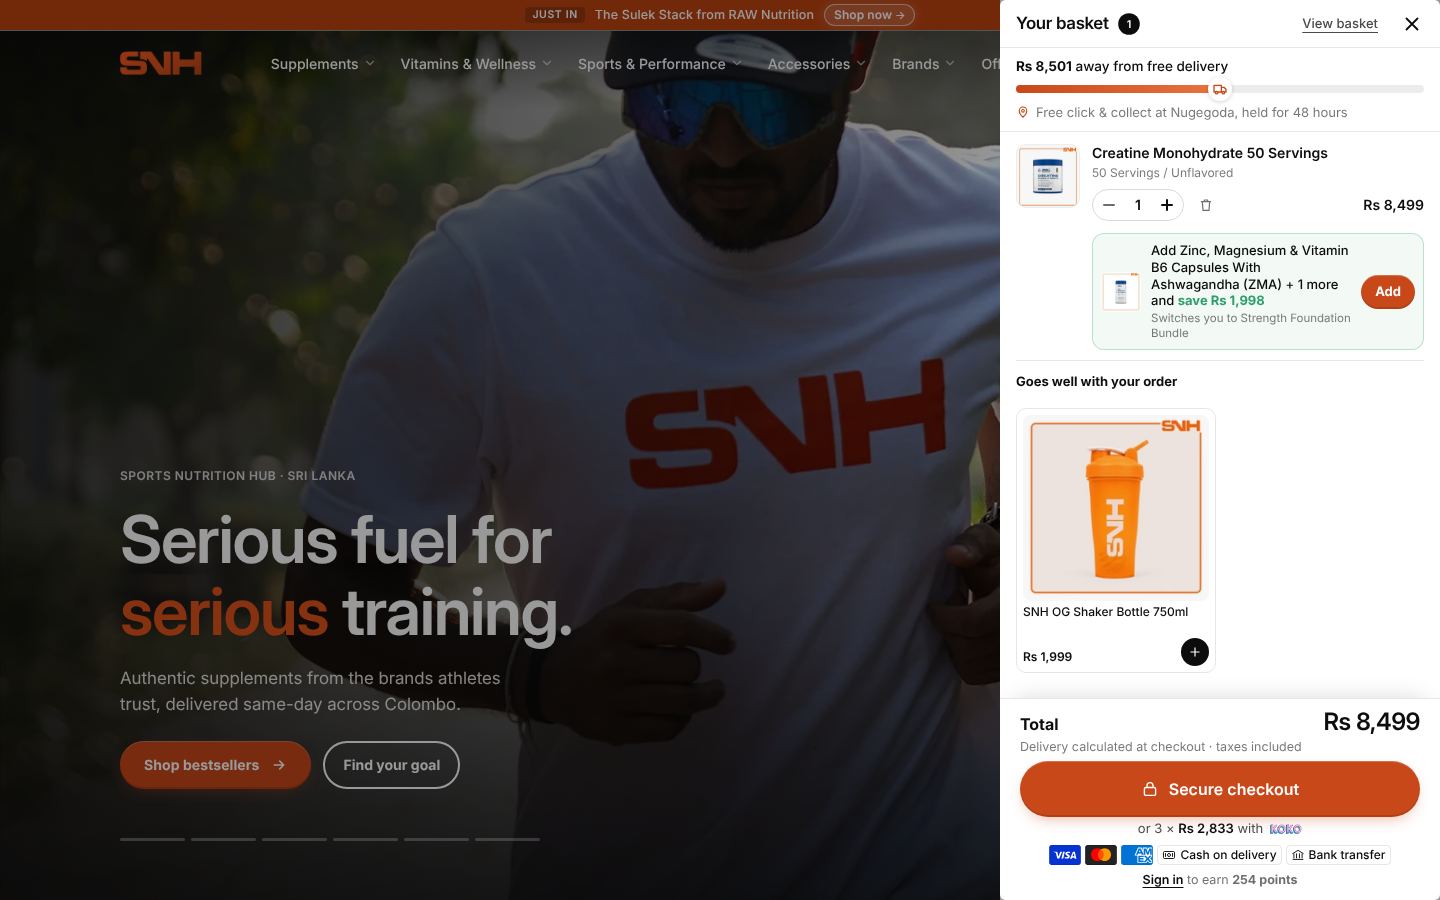 JUST IN The Sulek Stack from RAW Nutrition Shop now →
SNH
Supplements Vitamins & Wellness Sports & Performance Accessories Brands Of
SNH
SPORTS NUTRITION HUB · SRI LANKA
Serious fuel for
serious training.
Authentic supplements from the brands athletes
trust, delivered same-day across Colombo.
Shop bestsellers →
Find your goal
Your basket 1 View basket
Rs 8,501 away from free delivery
Free click & collect at Nugegoda, held for 48 hours
SNH
CREATINE
Creatine Monohydrate 50 Servings
50 Servings / Unflavored
− 1 + Rs 8,499
Add Zinc, Magnesium & Vitamin
B6 Capsules With
Ashwagandha (ZMA) + 1 more
and save Rs 1,998
Switches you to Strength Foundation
Bundle
Add
Goes well with your order
SNH
SNH
SNH OG Shaker Bottle 750ml
Rs 1,999 +
Total Rs 8,499
Delivery calculated at checkout · taxes included
Secure checkout
or 3 × Rs 2,833 with KOKO
VISA AMEX Cash on delivery Bank transfer
Sign in to earn 254 points